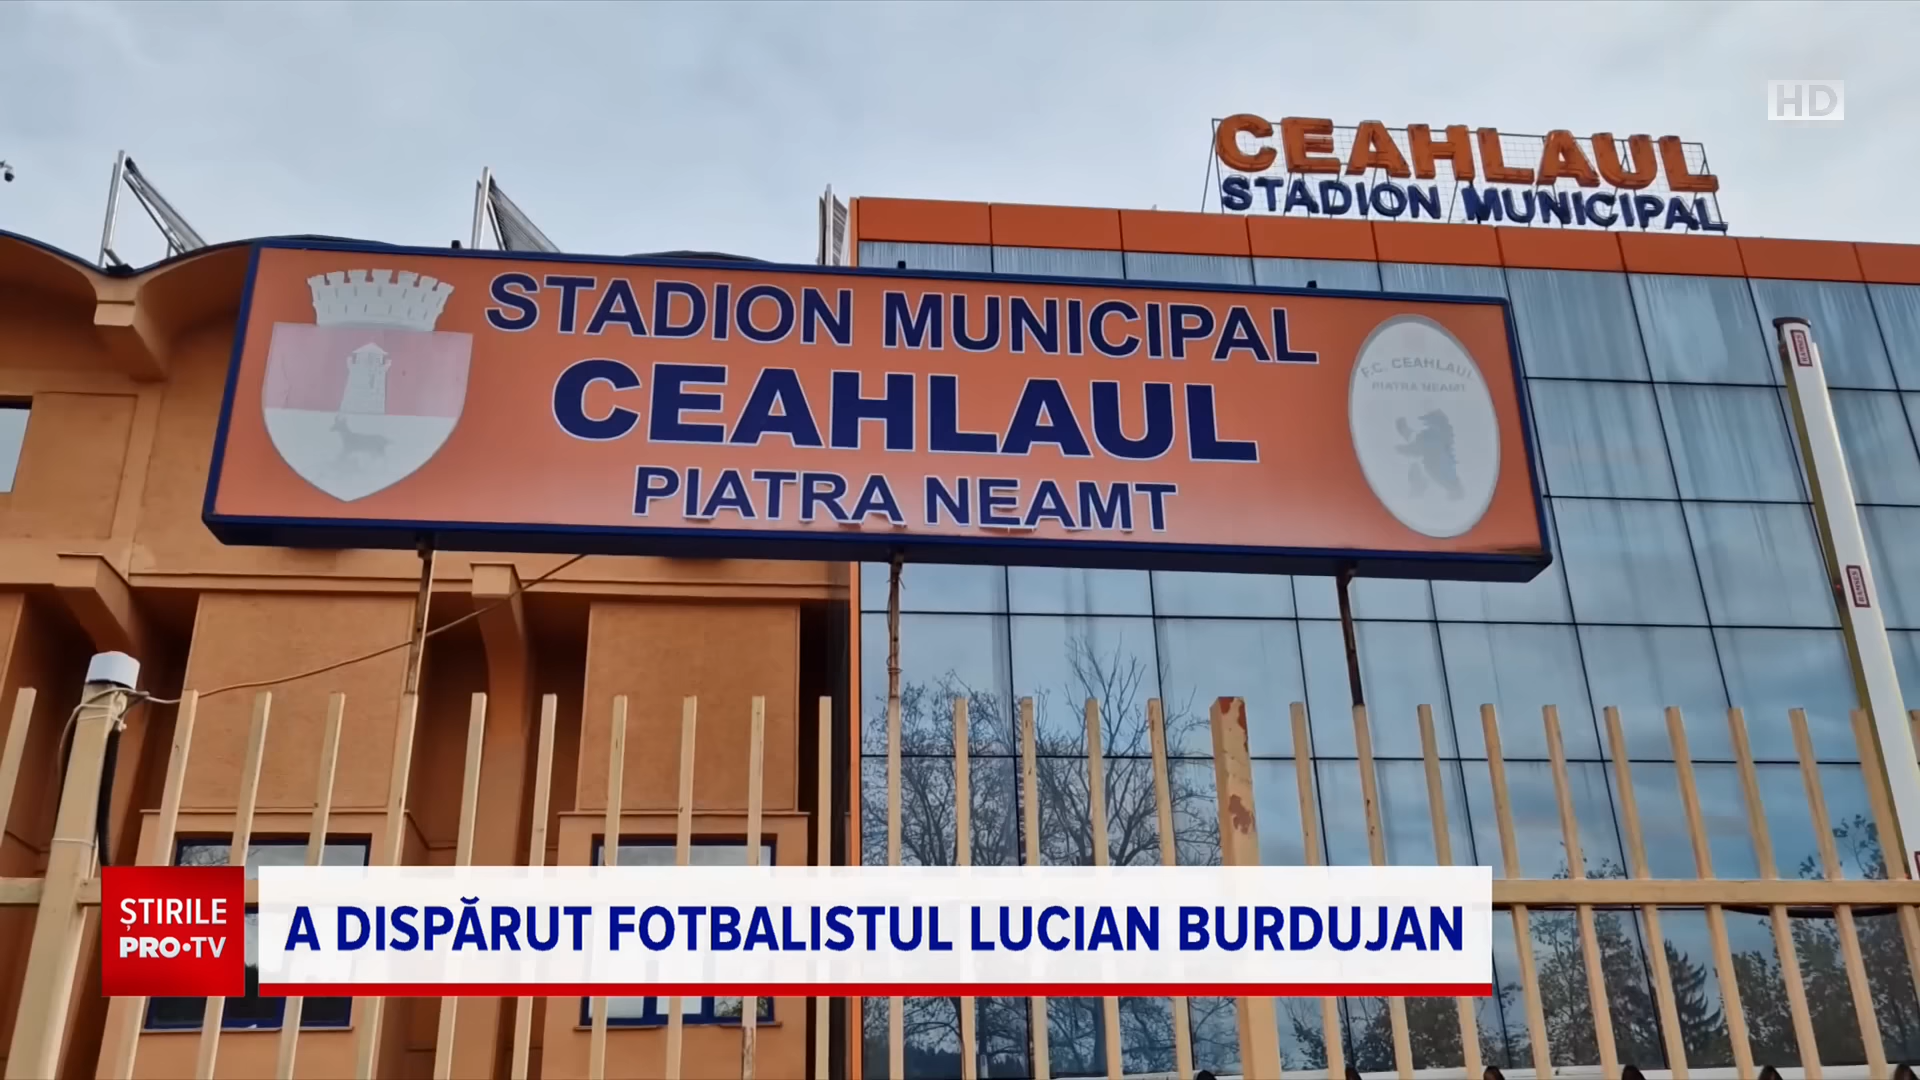 HD
CEAHLAUL
STADION MUNICIPAL
STADION MUNICIPAL
CEAHLAUL
PIATRA NEAMT
F.C. CEAHLAUL
PIATRA NEAMT
ȘTIRILE
PRO•TV
A DISPĂRUT FOTBALISTUL LUCIAN BURDUJAN